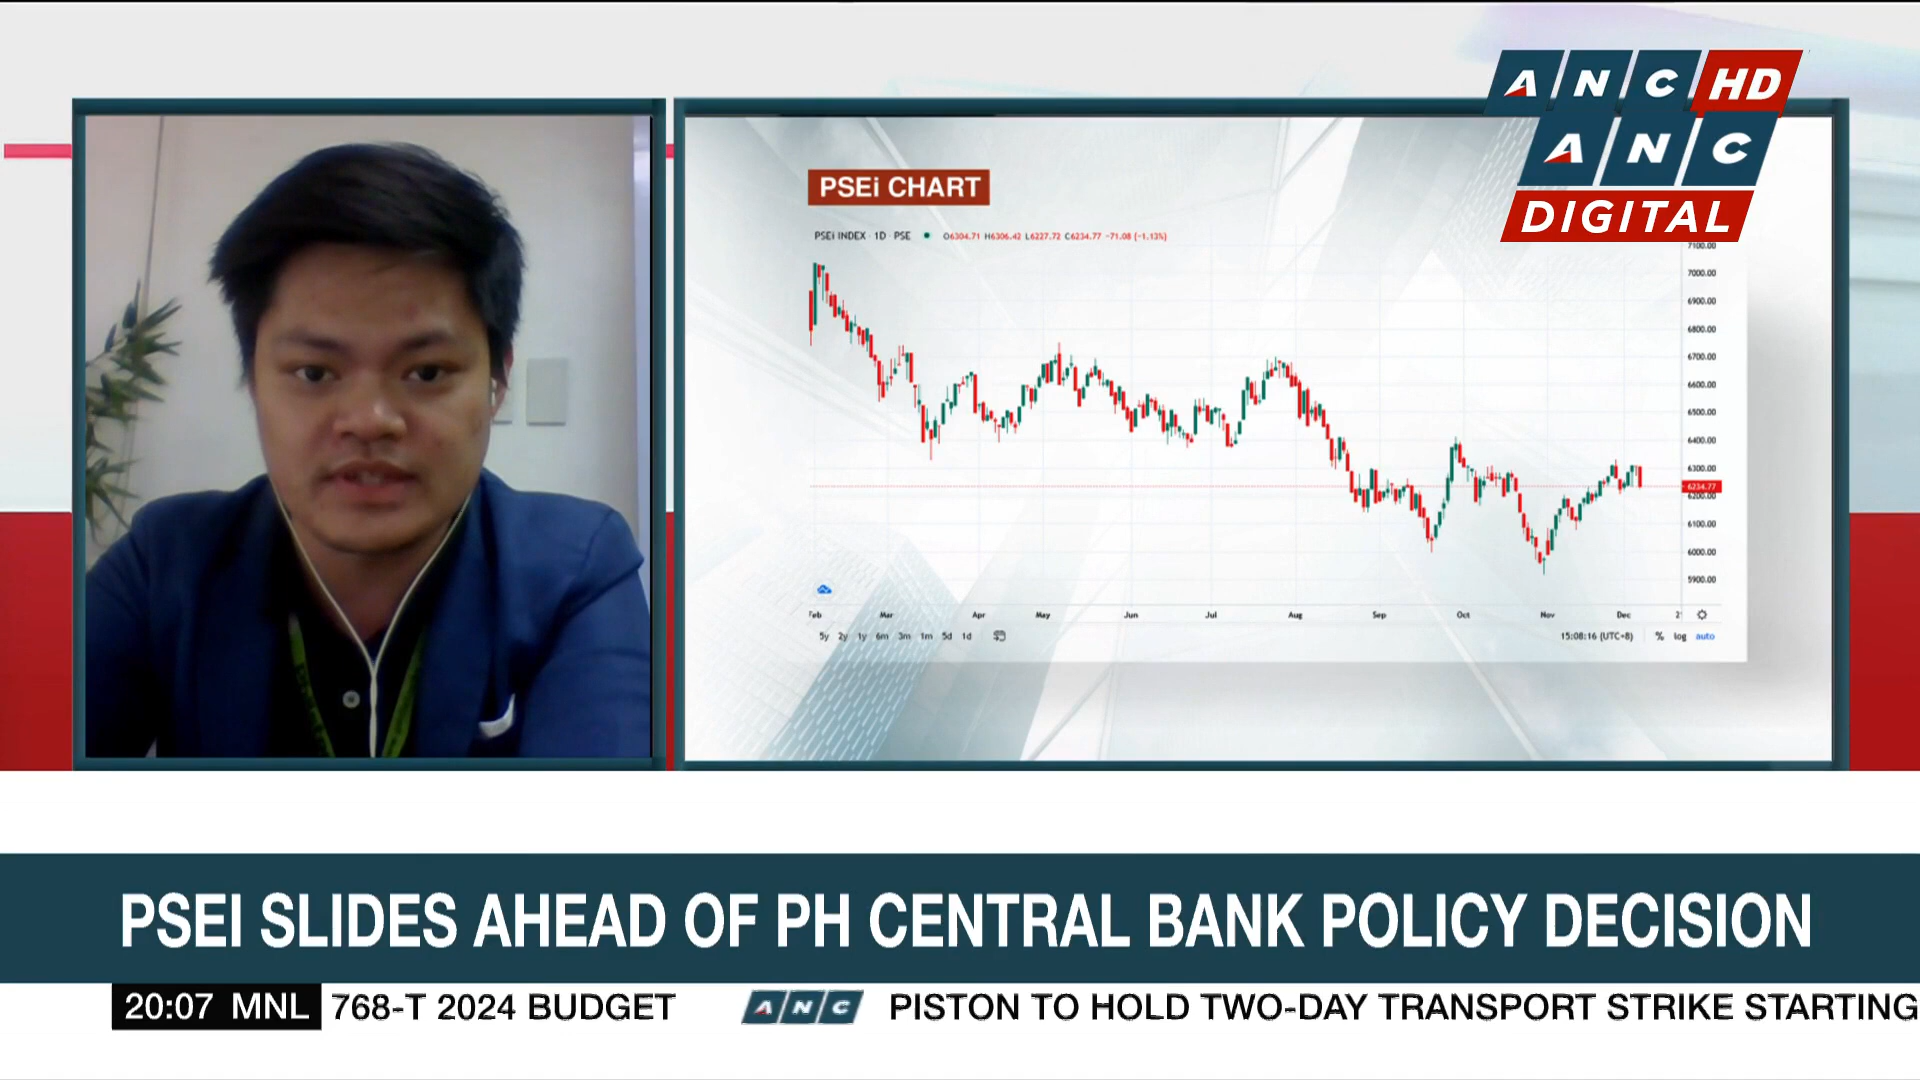 ANC HD
ANC
DIGITAL
PSEi CHART
PSEi INDEX · 1D · PSE O6304.71 H6306.42 L6227.72 C6234.77 -71.08 (-1.13%)
7100.00
7000.00
6900.00
6800.00
6700.00
6600.00
6500.00
6400.00
6300.00
6234.77
6200.00
6100.00
6000.00
5900.00
Feb Mar Apr May Jun Jul Aug Sep Oct Nov Dec
5y 2y 1y 6m 3m 1m 5d 1d 15:08:16 (UTC+8) % log auto
PSEI SLIDES AHEAD OF PH CENTRAL BANK POLICY DECISION
20:07 MNL 768-T 2024 BUDGET ANC PISTON TO HOLD TWO-DAY TRANSPORT STRIKE STARTING